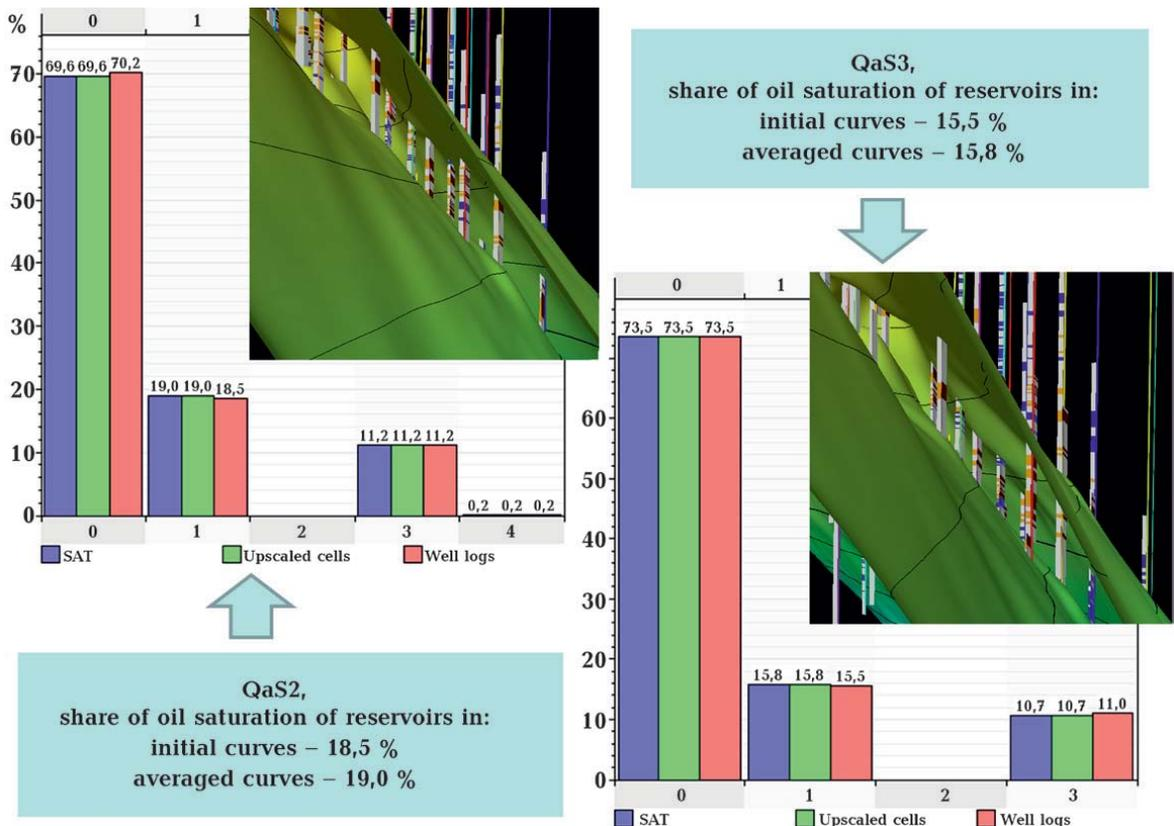 %
0 1
69,6 69,6 70,2
70
60
50
40
30
20
19,0 19,0 18,5
10
11,2 11,2 11,2
0,2 0,2 0,2
0
0 1 2 3 4
SAT Upscaled cells Well logs
QaS2,
share of oil saturation of reservoirs in:
initial curves – 18,5 %
averaged curves – 19,0 %
QaS3,
share of oil saturation of reservoirs in:
initial curves – 15,5 %
averaged curves – 15,8 %
0 1
73,5 73,5 73,5
60
50
40
30
20
15,8 15,8 15,5
10
10,7 10,7 11,0
0
0 1 2 3
SAT Upscaled cells Well logs